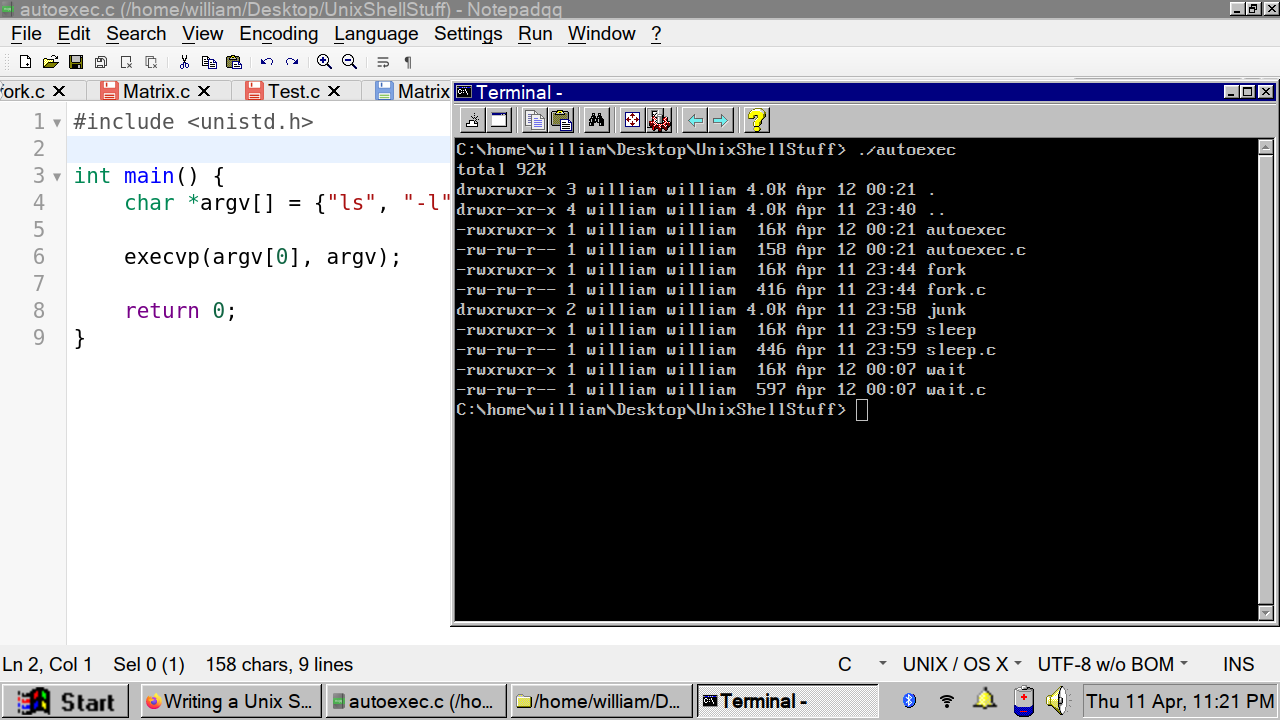 autoexec.c (/home/william/Desktop/UnixShellStuff) - Notepadqq
File Edit Search View Encoding Language Settings Run Window ?
ork.c Matrix.c Test.c Matrix
1 #include <unistd.h>
2
3 int main() {
4 char *argv[] = {"ls", "-l"
5
6 execvp(argv[0], argv);
7
8 return 0;
9 }
Terminal -
C:\home\william\Desktop\UnixShellStuff> ./autoexec
total 92K
drwxrwxr-x 3 william william 4.0K Apr 12 00:21 .
drwxr-xr-x 4 william william 4.0K Apr 11 23:40 ..
-rwxrwxr-x 1 william william 16K Apr 12 00:21 autoexec
-rw-rw-r-- 1 william william 158 Apr 12 00:21 autoexec.c
-rwxrwxr-x 1 william william 16K Apr 11 23:44 fork
-rw-rw-r-- 1 william william 416 Apr 11 23:44 fork.c
drwxrwxr-x 2 william william 4.0K Apr 11 23:58 junk
-rwxrwxr-x 1 william william 16K Apr 11 23:59 sleep
-rw-rw-r-- 1 william william 446 Apr 11 23:59 sleep.c
-rwxrwxr-x 1 william william 16K Apr 12 00:07 wait
-rw-rw-r-- 1 william william 597 Apr 12 00:07 wait.c
C:\home\william\Desktop\UnixShellStuff>
Ln 2, Col 1 Sel 0 (1) 158 chars, 9 lines C UNIX / OS X UTF-8 w/o BOM INS
Start Writing a Unix S... autoexec.c (/ho... /home/william/D... Terminal - Thu 11 Apr, 11:21 PM